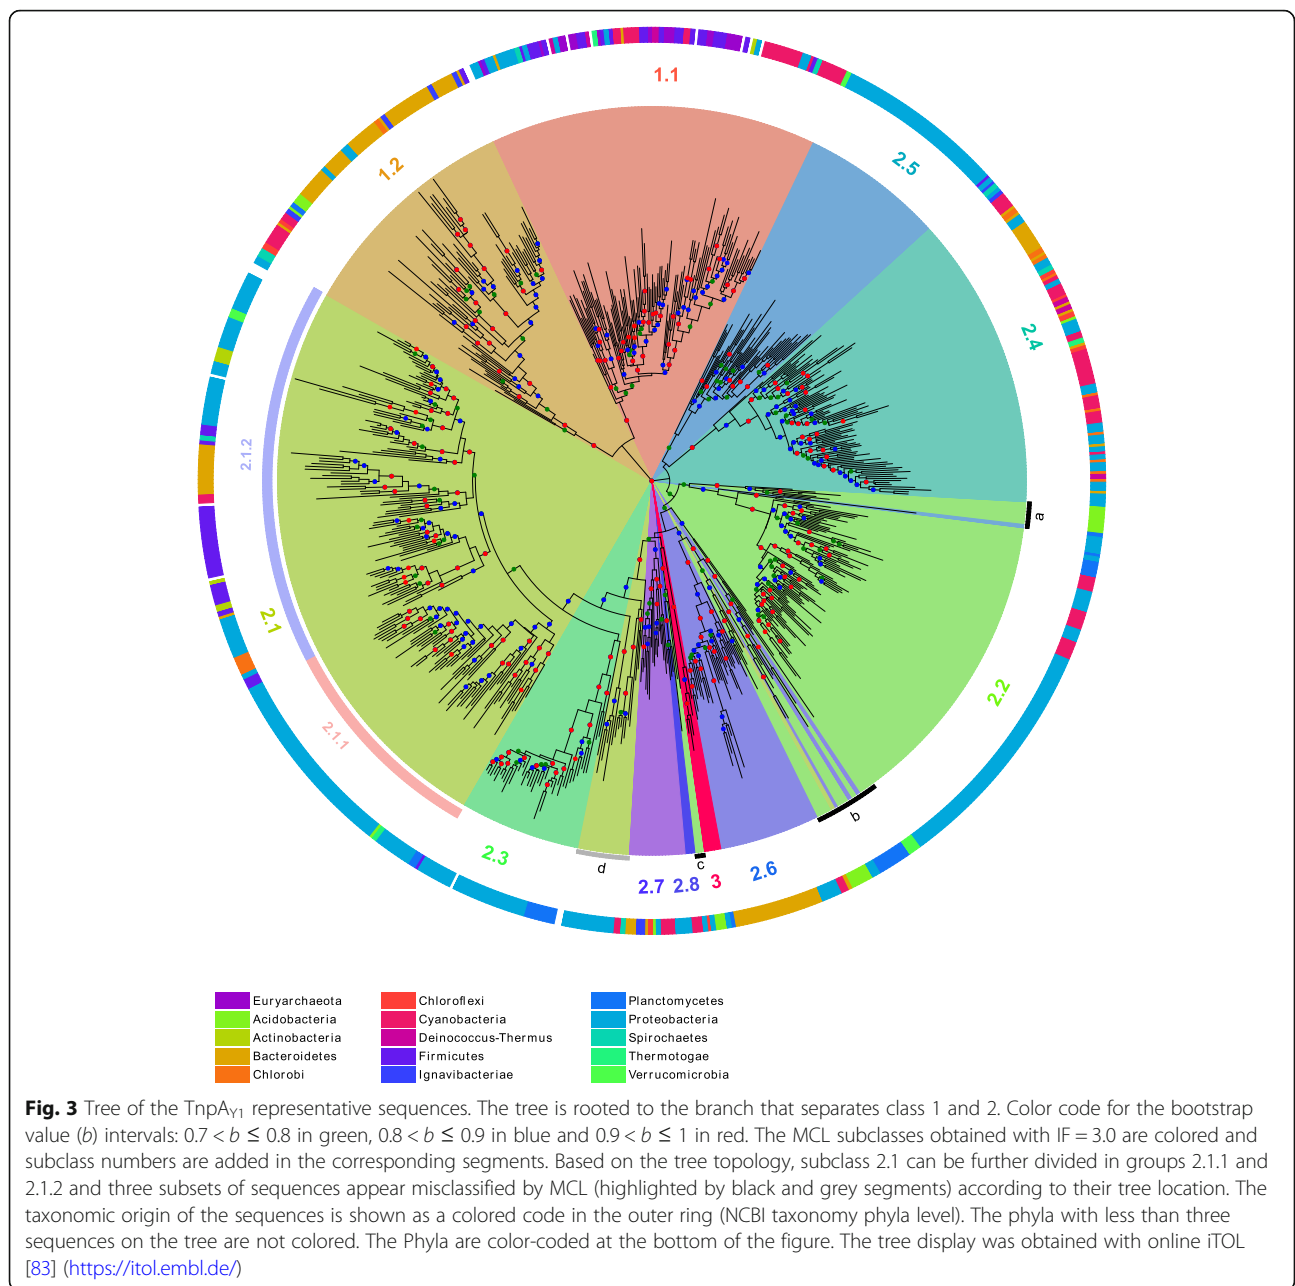 1.1
1.2
2.5
2.4
2.1.2
a
2.1
2.2
2.1.1
b
2.3
d
c
2.7
2.8
3
2.6
Euryarchaeota
Acidobacteria
Actinobacteria
Bacteroidetes
Chlorobi
Chloroflexi
Cyanobacteria
Deinococcus-Thermus
Firmicutes
Ignavibacteriae
Planctomycetes
Proteobacteria
Spirochaetes
Thermotogae
Verrucomicrobia
Fig. 3 Tree of the TnpAY1 representative sequences. The tree is rooted to the branch that separates class 1 and 2. Color code for the bootstrap
value (b) intervals: 0.7 < b ≤ 0.8 in green, 0.8 < b ≤ 0.9 in blue and 0.9 < b ≤ 1 in red. The MCL subclasses obtained with IF = 3.0 are colored and
subclass numbers are added in the corresponding segments. Based on the tree topology, subclass 2.1 can be further divided in groups 2.1.1 and
2.1.2 and three subsets of sequences appear misclassified by MCL (highlighted by black and grey segments) according to their tree location. The
taxonomic origin of the sequences is shown as a colored code in the outer ring (NCBI taxonomy phyla level). The phyla with less than three
sequences on the tree are not colored. The Phyla are color-coded at the bottom of the figure. The tree display was obtained with online iTOL
[83] (https://itol.embl.de/)